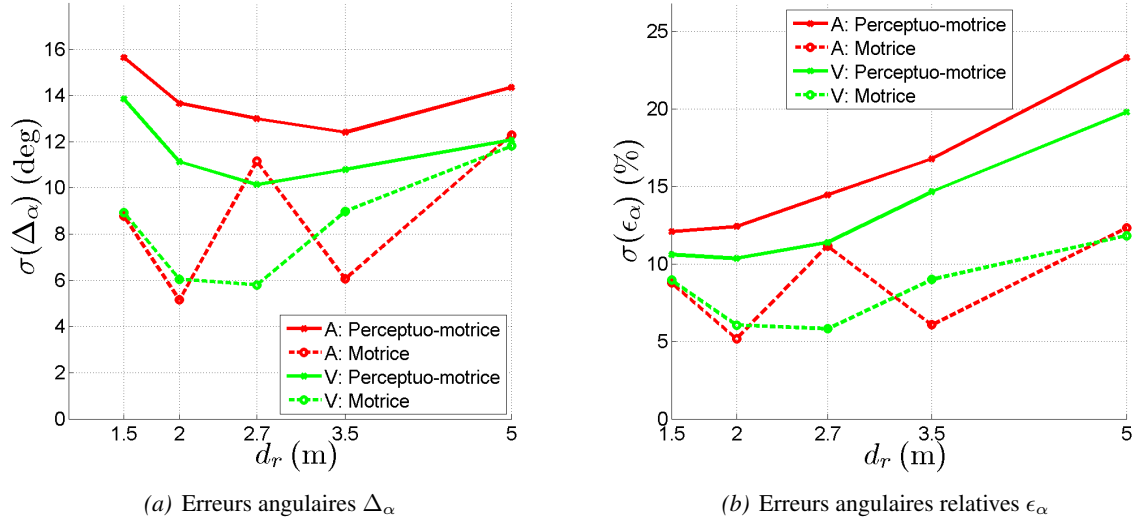 16
14
12
10
8
6
4
2
0
σ(Δα) (deg)
1.5 2 2.7 3.5 5
dr (m)
A: Perceptuo-motrice
A: Motrice
V: Perceptuo-motrice
V: Motrice
(a) Erreurs angulaires Δα
25
20
15
10
5
0
σ(ϵα) (%)
1.5 2 2.7 3.5 5
dr (m)
A: Perceptuo-motrice
A: Motrice
V: Perceptuo-motrice
V: Motrice
(b) Erreurs angulaires relatives ϵα